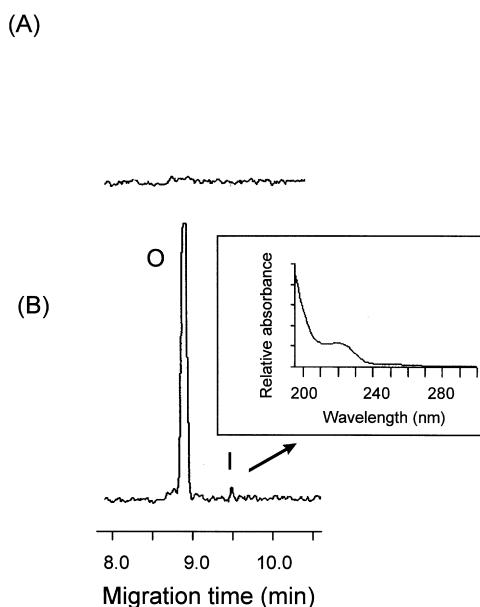 (A)
O
(B)
Relative absorbance
200 240 280
Wavelength (nm)
I
8.0 9.0 10.0
Migration time (min)